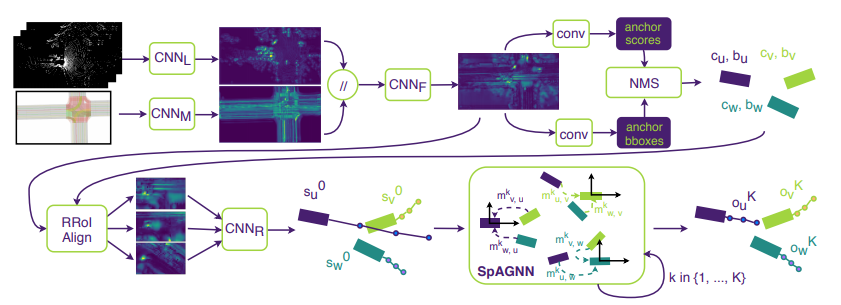 CNN_L
conv
anchor
scores
c_u, b_u
c_v, b_v
//
CNN_F
NMS
CNN_M
c_w, b_w
conv
anchor
bboxes
RRoI
Align
CNN_R
s_u^0
s_v^0
s_w^0
m^k_{v, u}
m^k_{u, v}
m^k_{w, v}
m^k_{w, u}
m^k_{v, w}
m^k_{u, w}
SpAGNN
k in {1, ..., K}
o_u^K
o_v^K
o_w^K